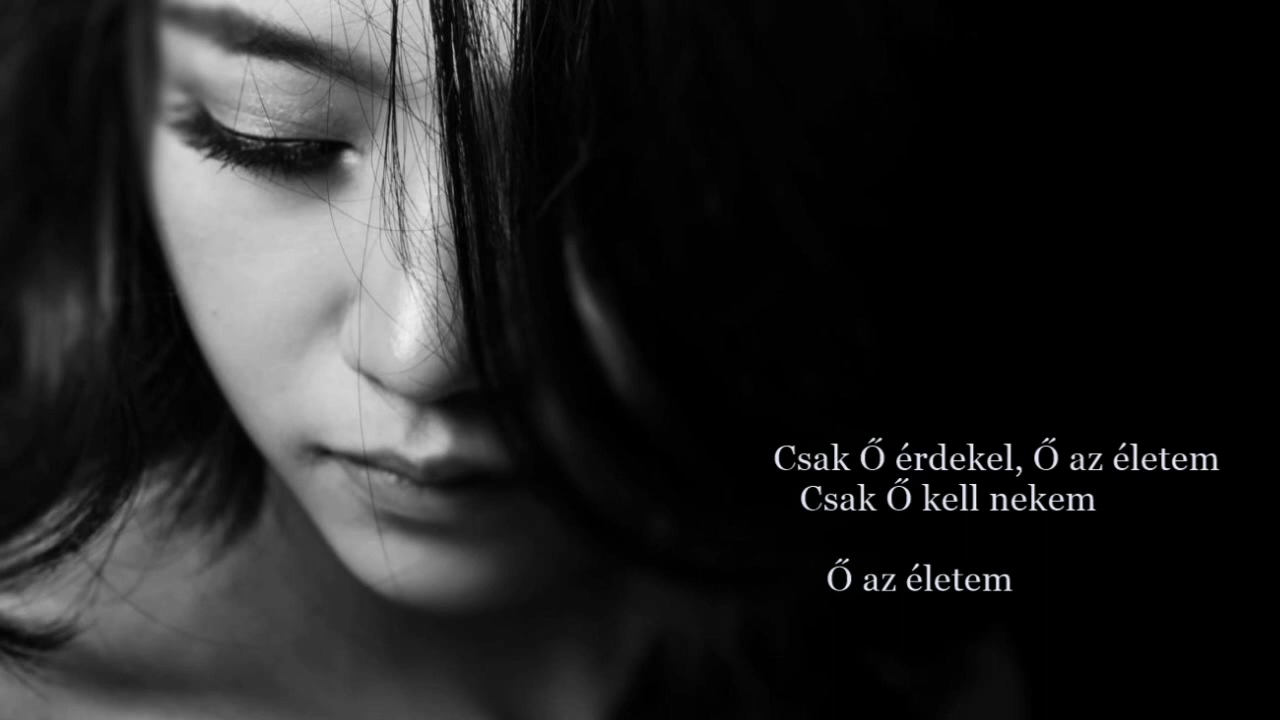 Csak Ő érdekel, Ő az életem
Csak Ő kell nekem
Ő az életem